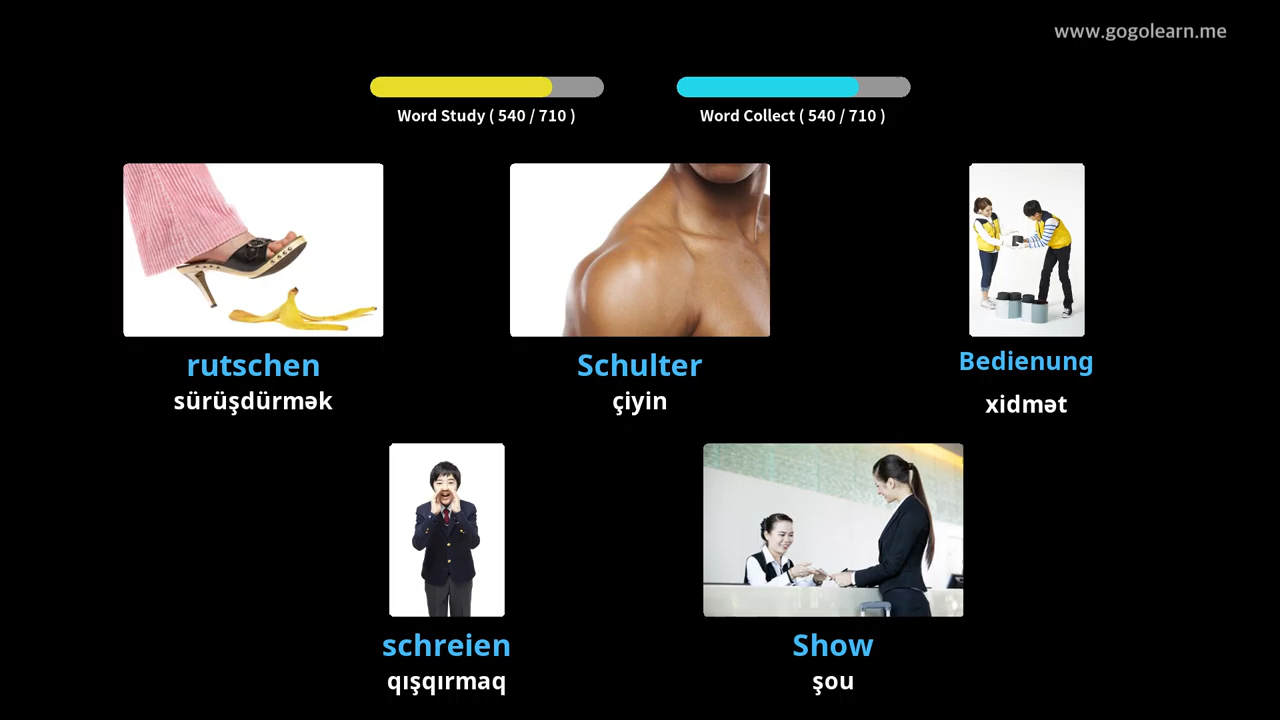 www.gogolearn.me
Word Study ( 540 / 710 )
Word Collect ( 540 / 710 )
rutschen
sürüşdürmək
Schulter
çiyin
Bedienung
xidmət
schreien
qışqırmaq
Show
şou